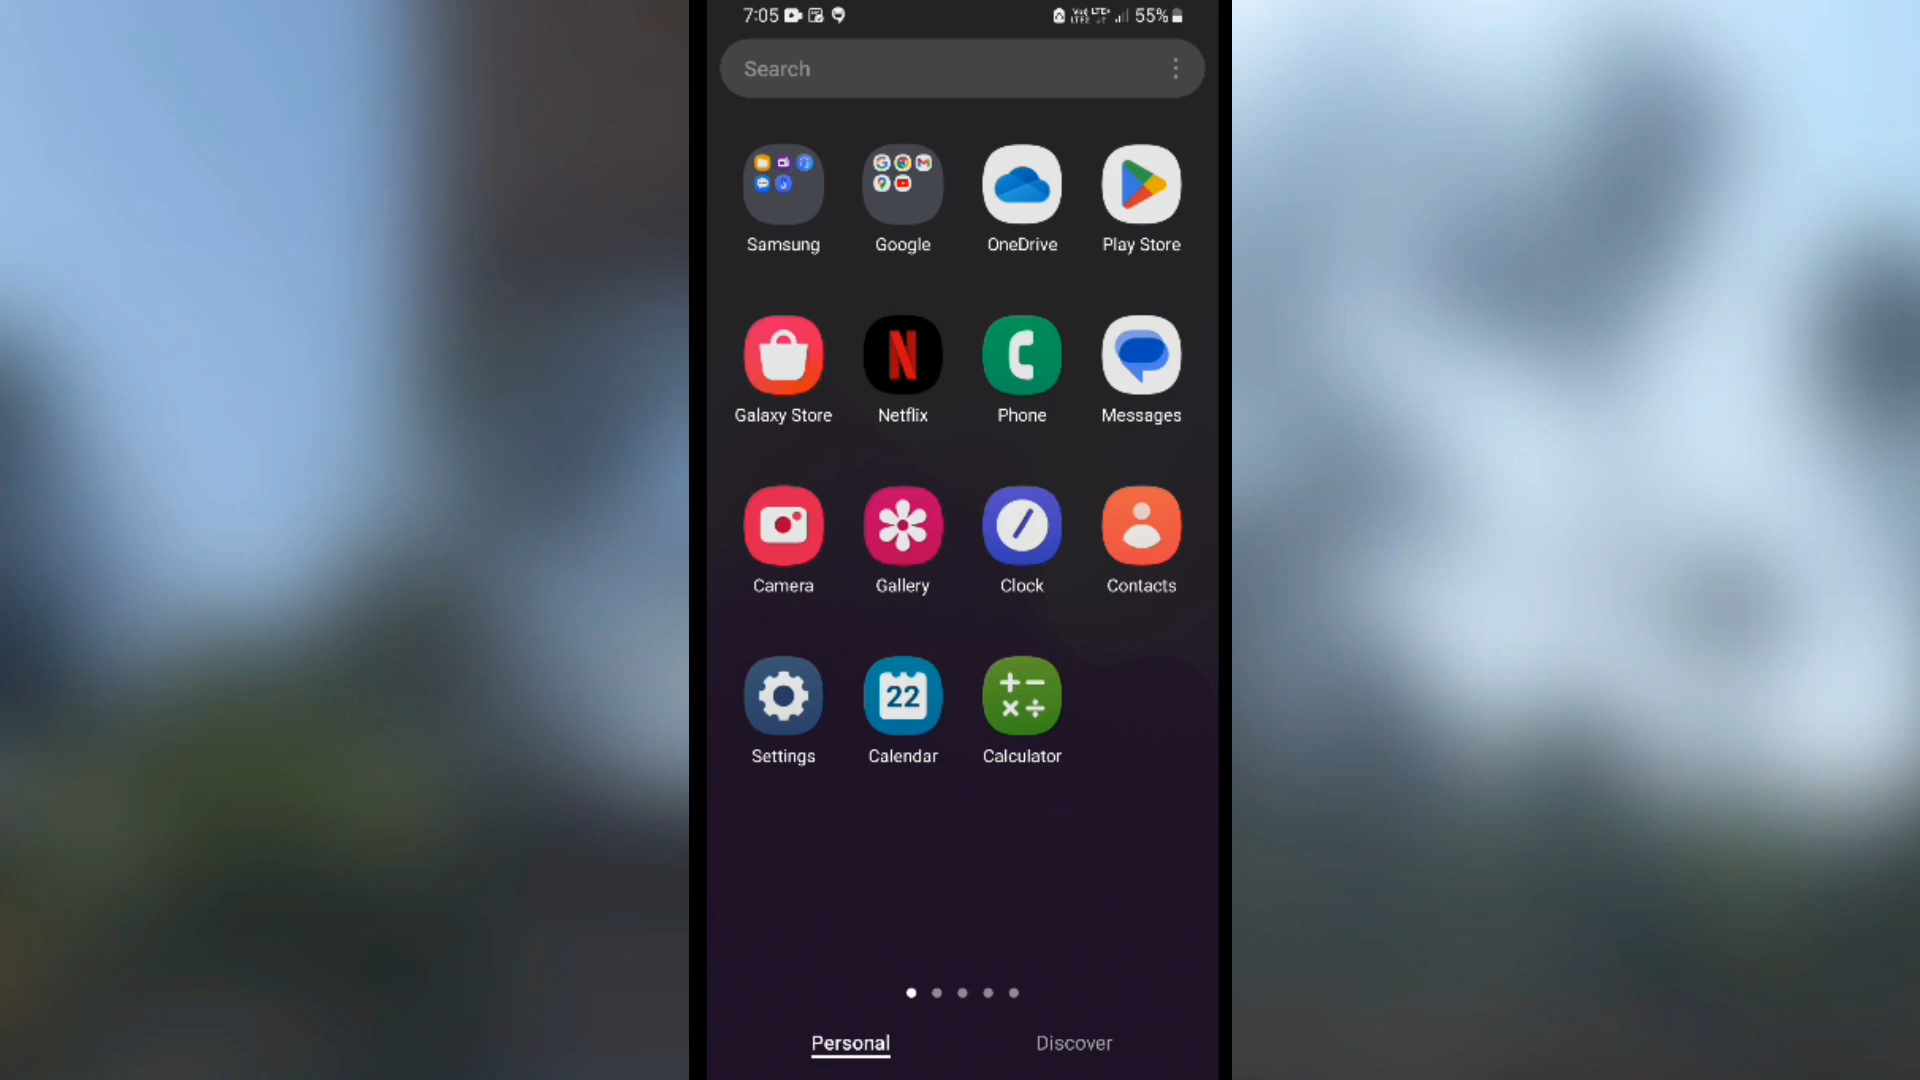 7:05 55%
Search
Samsung Google OneDrive Play Store
Galaxy Store Netflix Phone Messages
Camera Gallery Clock Contacts
22
Settings Calendar Calculator
Personal Discover